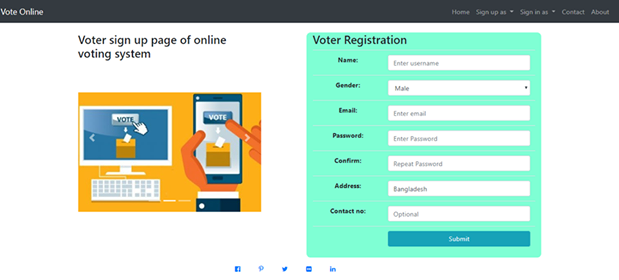 Vote Online
Home Sign up as Sign in as Contact About
Voter sign up page of online
voting system
VOTE
VOTE
Voter Registration
Name: Enter username
Gender: Male
Email: Enter email
Password: Enter Password
Confirm: Repeat Password
Address: Bangladesh
Contact no: Optional
Submit